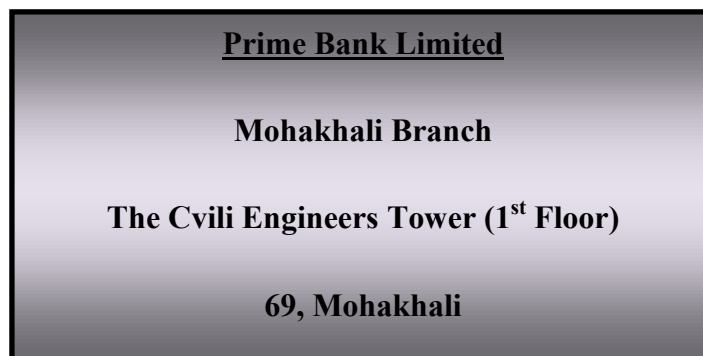 Prime Bank Limited
Mohakhali Branch
The Cvili Engineers Tower (1st Floor)
69, Mohakhali